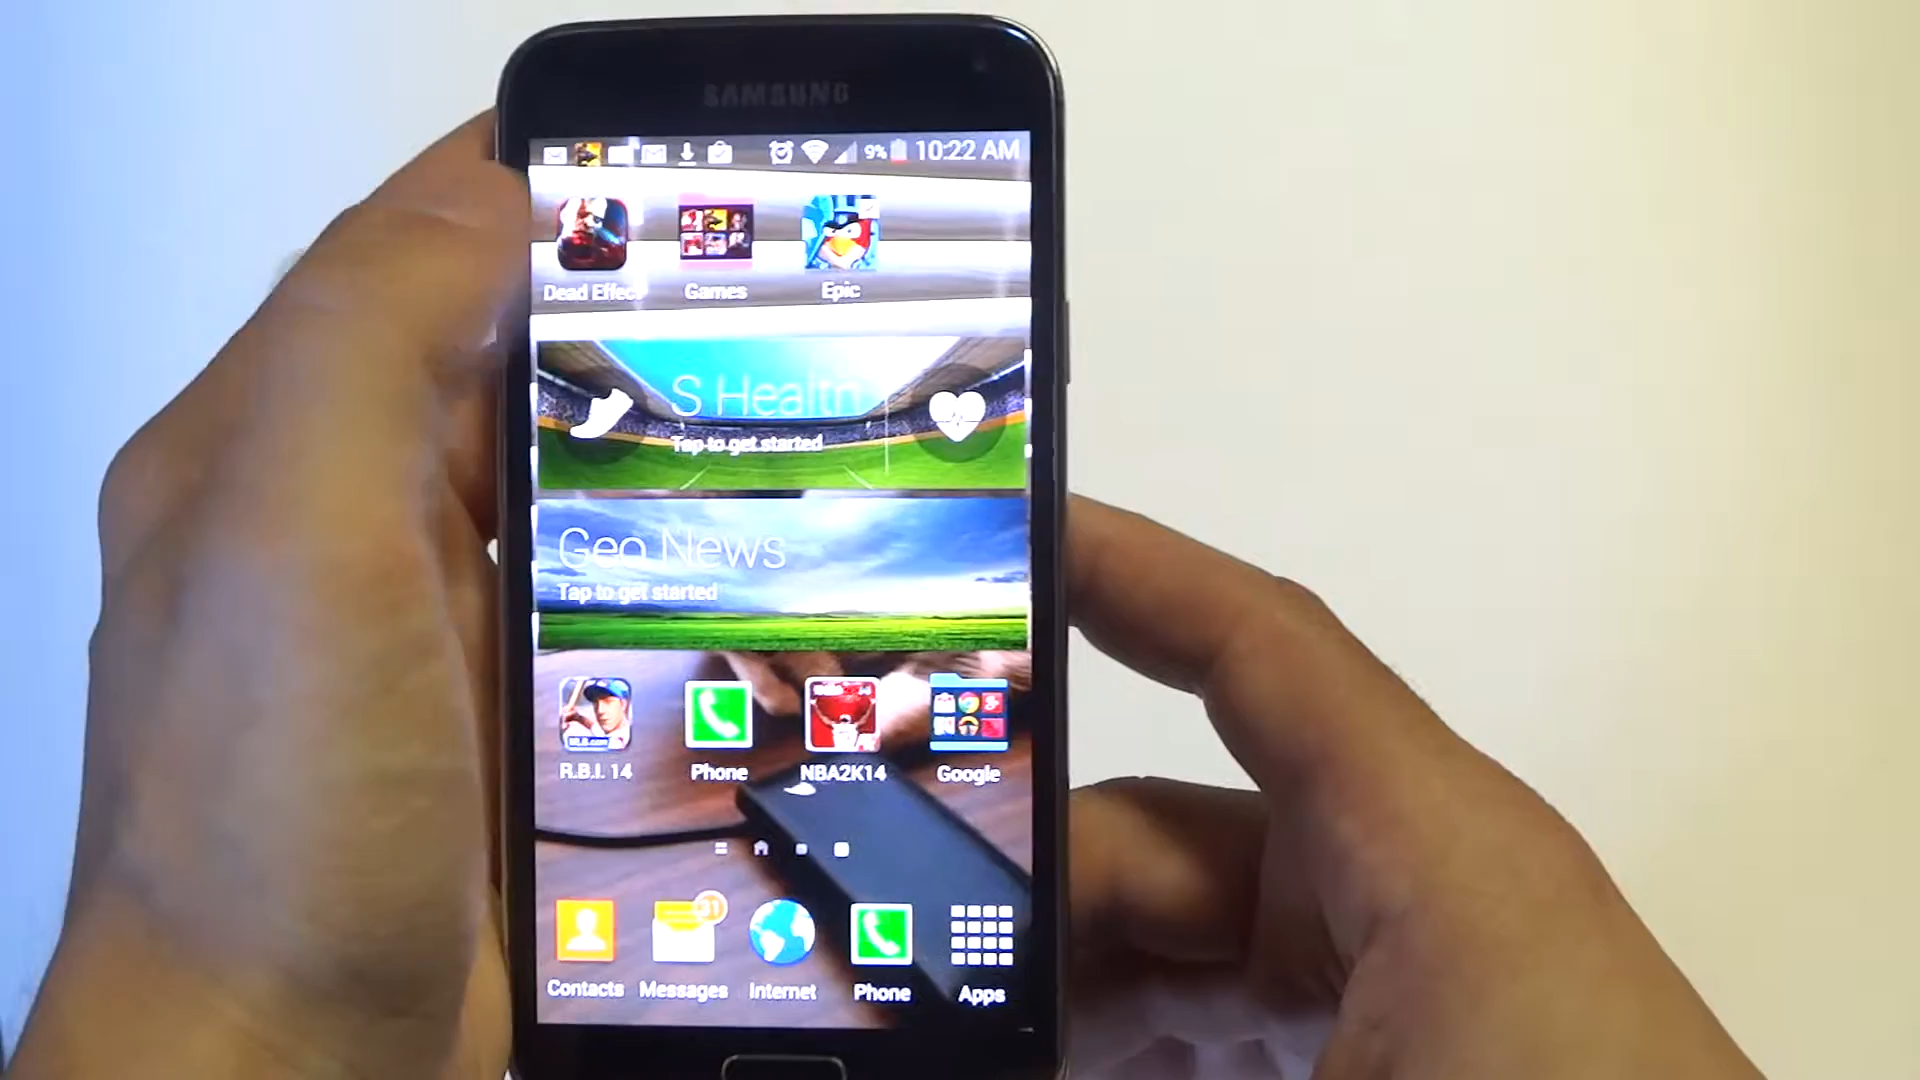 SAMSUNG
9% 10:22 AM
Dead Effect Games Epic
S Health
Tap to get started
Geo News
Tap to get started
R.B.I. 14 Phone NBA2K14 Google
31
Contacts Messages Internet Phone Apps